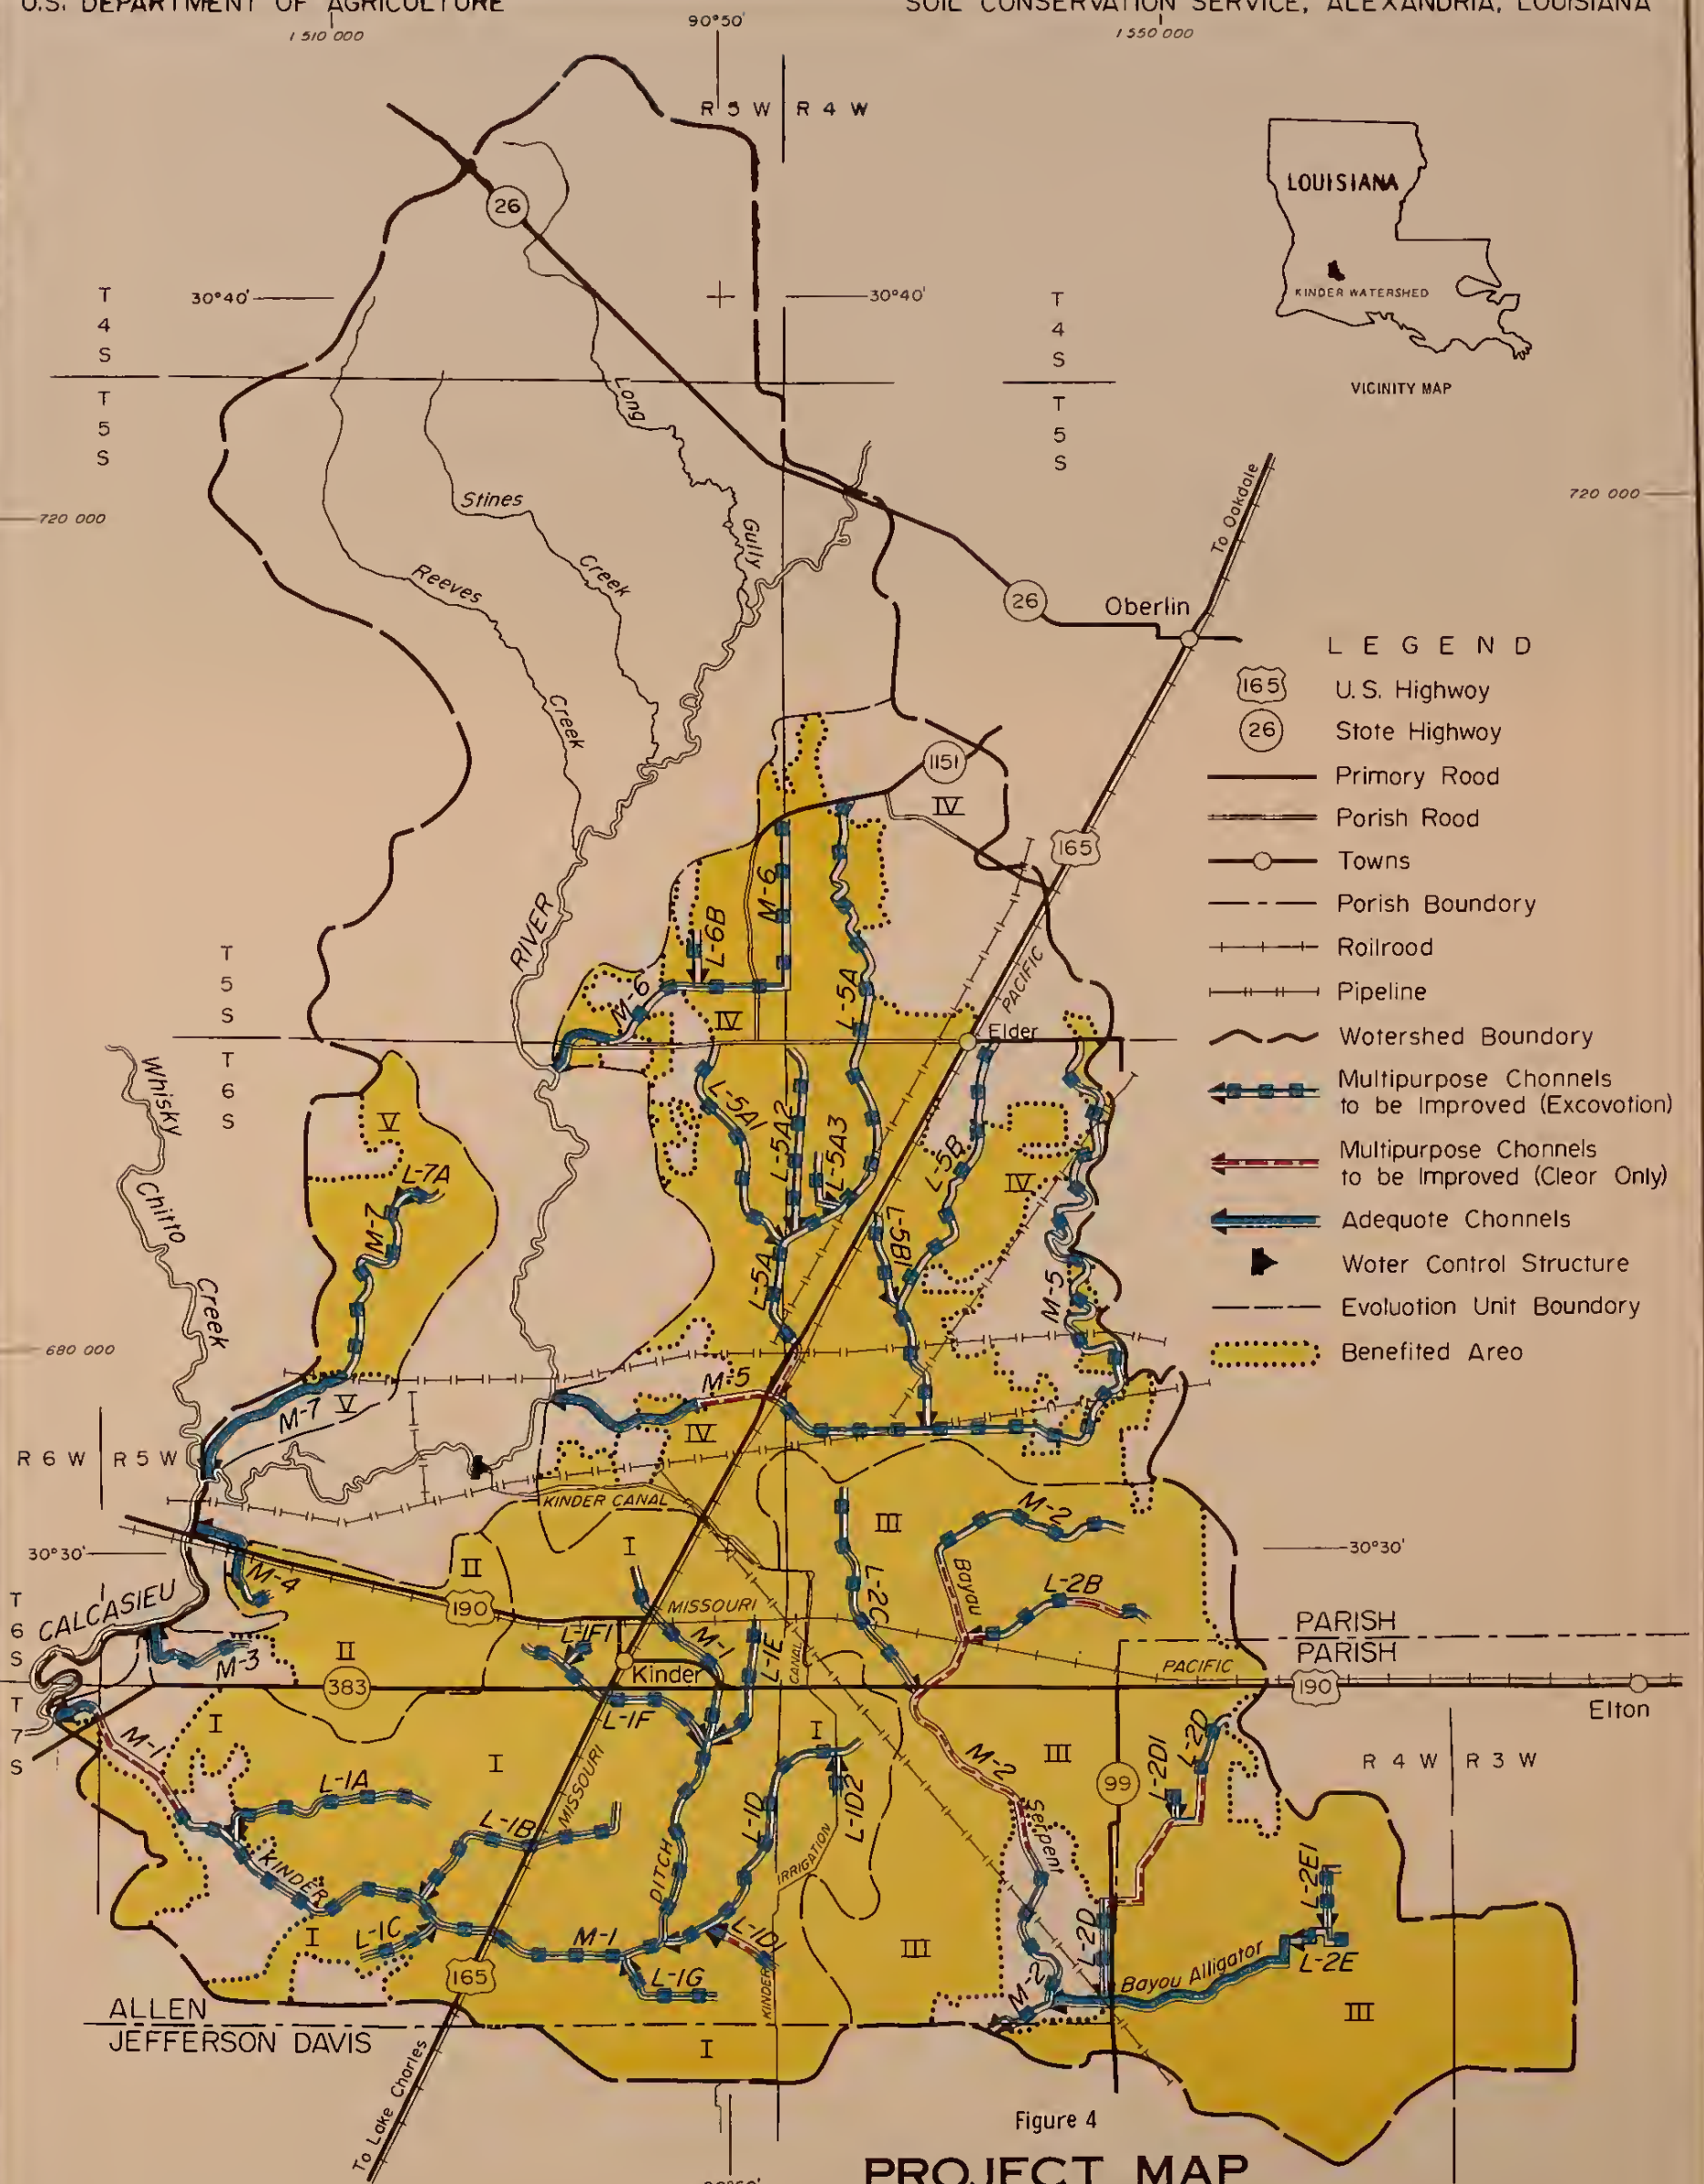 U.S. DEPARTMENT OF AGRICULTURE
SOIL CONSERVATION SERVICE, ALEXANDRIA, LOUISIANA
1 510 000
90°50'
1 550 000
R 5 W
R 4 W
26
LOUISIANA
KINDER WATERSHED
VICINITY MAP
T
4
S
30°40'
30°40'
T
4
S
T
5
S
T
5
S
Long
Gully
Stines
Creek
Reeves
Creek
720 000
720 000
To Oakdale
26
Oberlin
LEGEND
165
U.S. Highwoy
26
Stote Highwoy
Primory Rood
Porish Rood
Towns
Porish Boundory
Roilrood
Pipeline
Wotershed Boundory
Multipurpose Chonnels
to be Improved (Excovotion)
Multipurpose Chonnels
to be Improved (Cleor Only)
Adequote Chonnels
Woter Control Structure
Evoluotion Unit Boundory
Benefited Areo
1151
IV
165
RIVER
M-6
L-6B
L-5A
M-6
IV
PACIFIC
Elder
T
5
S
T
6
S
Whisky
Chitto
Creek
V
L-7A
M-7
L-5A1
L-5A2
L-5A3
L-5B
IV
L-5B1
L-5A
M-5
680 000
M-7
V
M-5
IV
R 6 W
R 5 W
KINDER CANAL
III
M-2
30°30'
30°30'
I
II
M-4
190
MISSOURI
L-2C
Bayou
L-2B
T
6
S
T
7
S
CALCASIEU
M-3
II
383
L-1F1
Kinder
M-1
L-1E
CANAL
PACIFIC
PARISH
PARISH
190
Elton
L-1F
M-1
I
I
I
MISSOURI
L-1A
L-1B
KINDER
L-1C
I
M-1
DITCH
L-1D
L-1D2
IRRIGATION
L-1D1
L-1G
KINDER
M-2
III
Serpent
99
L-2D1
L-2D
R 4 W
R 3 W
L-2E1
L-2E
L-2D
III
M-2
Bayou Alligator
III
165
ALLEN
JEFFERSON DAVIS
I
To Lake Charles
Figure 4
PROJECT MAP